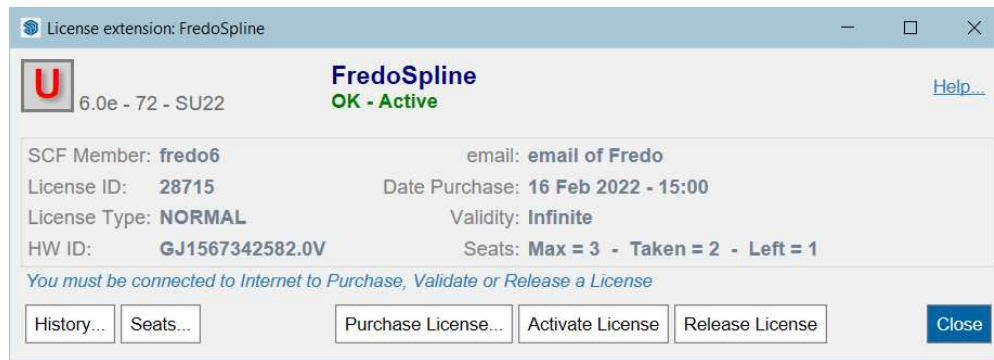 License extension: FredoSpline
U 6.0e - 72 - SU22
FredoSpline
OK - Active
Help...
SCF Member: fredo6 email: email of Fredo
License ID: 28715 Date Purchase: 16 Feb 2022 - 15:00
License Type: NORMAL Validity: Infinite
HW ID: GJ1567342582.0V Seats: Max = 3 - Taken = 2 - Left = 1
You must be connected to Internet to Purchase, Validate or Release a License
History... Seats... Purchase License... Activate License Release License Close